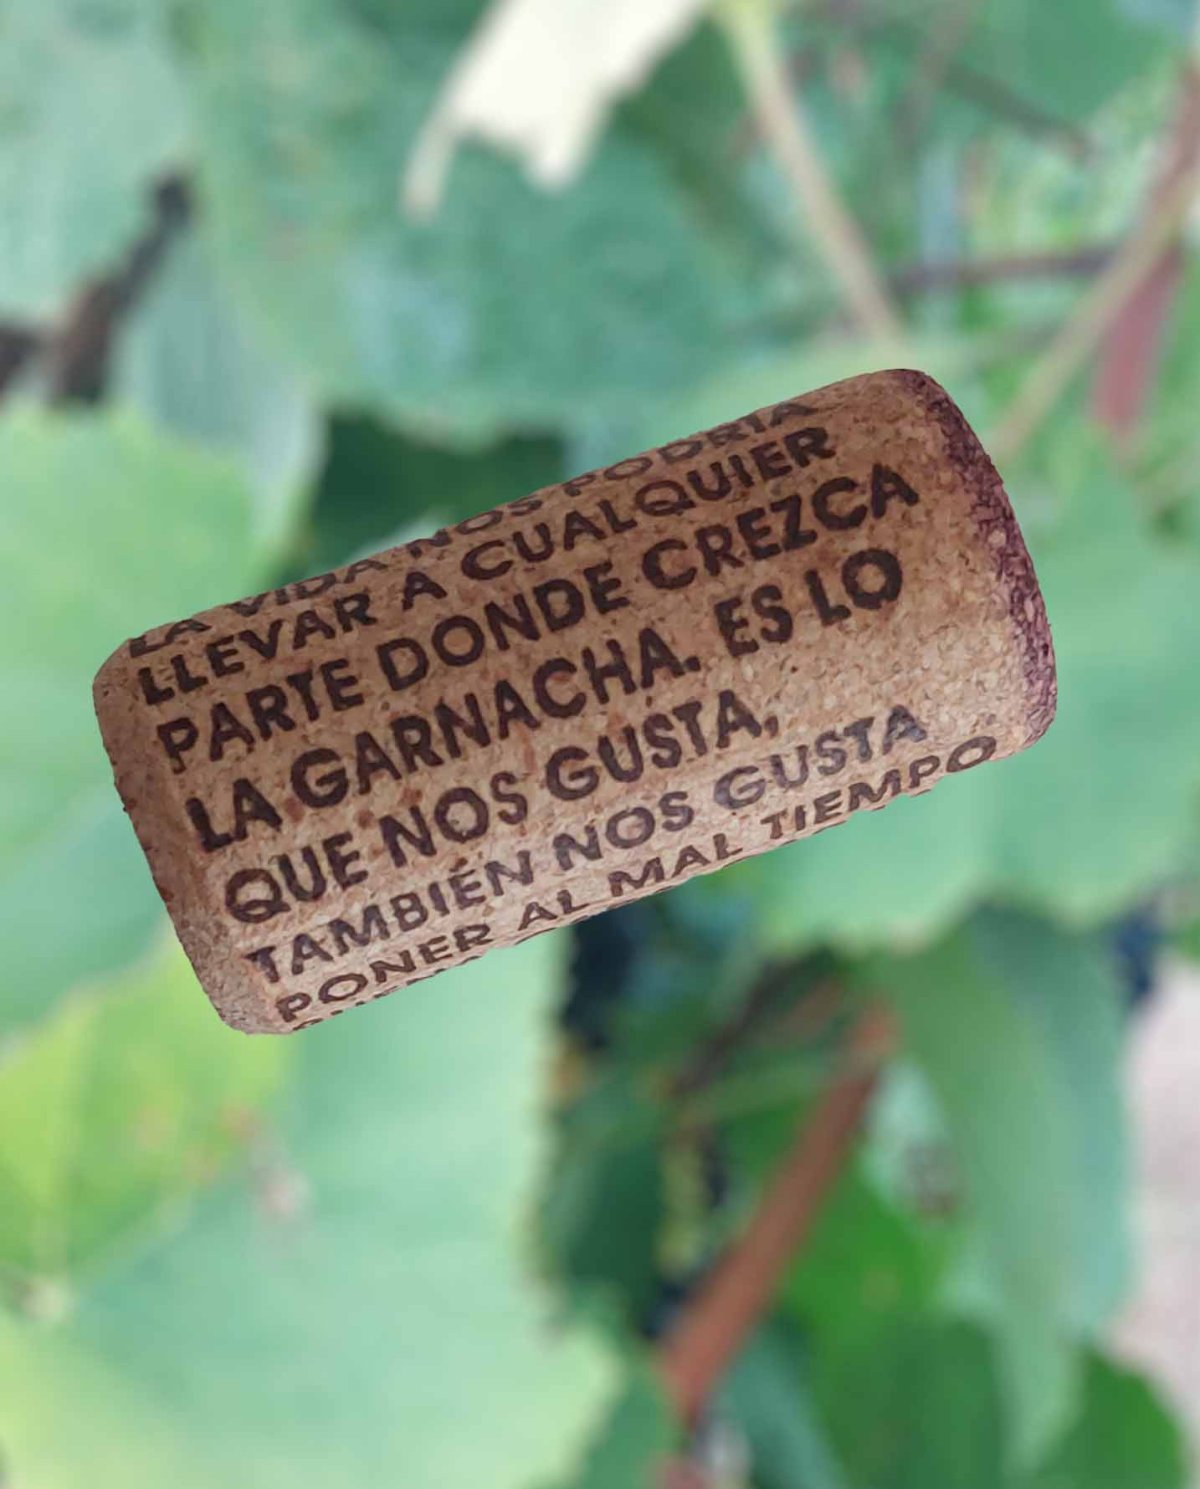 LA VIDA NOS PODRÍA
LLEVAR A CUALQUIER
PARTE DONDE CREZCA
LA GARNACHA. ES LO
QUE NOS GUSTA,
TAMBIÉN NOS GUSTA
PONER AL MAL TIEMPO